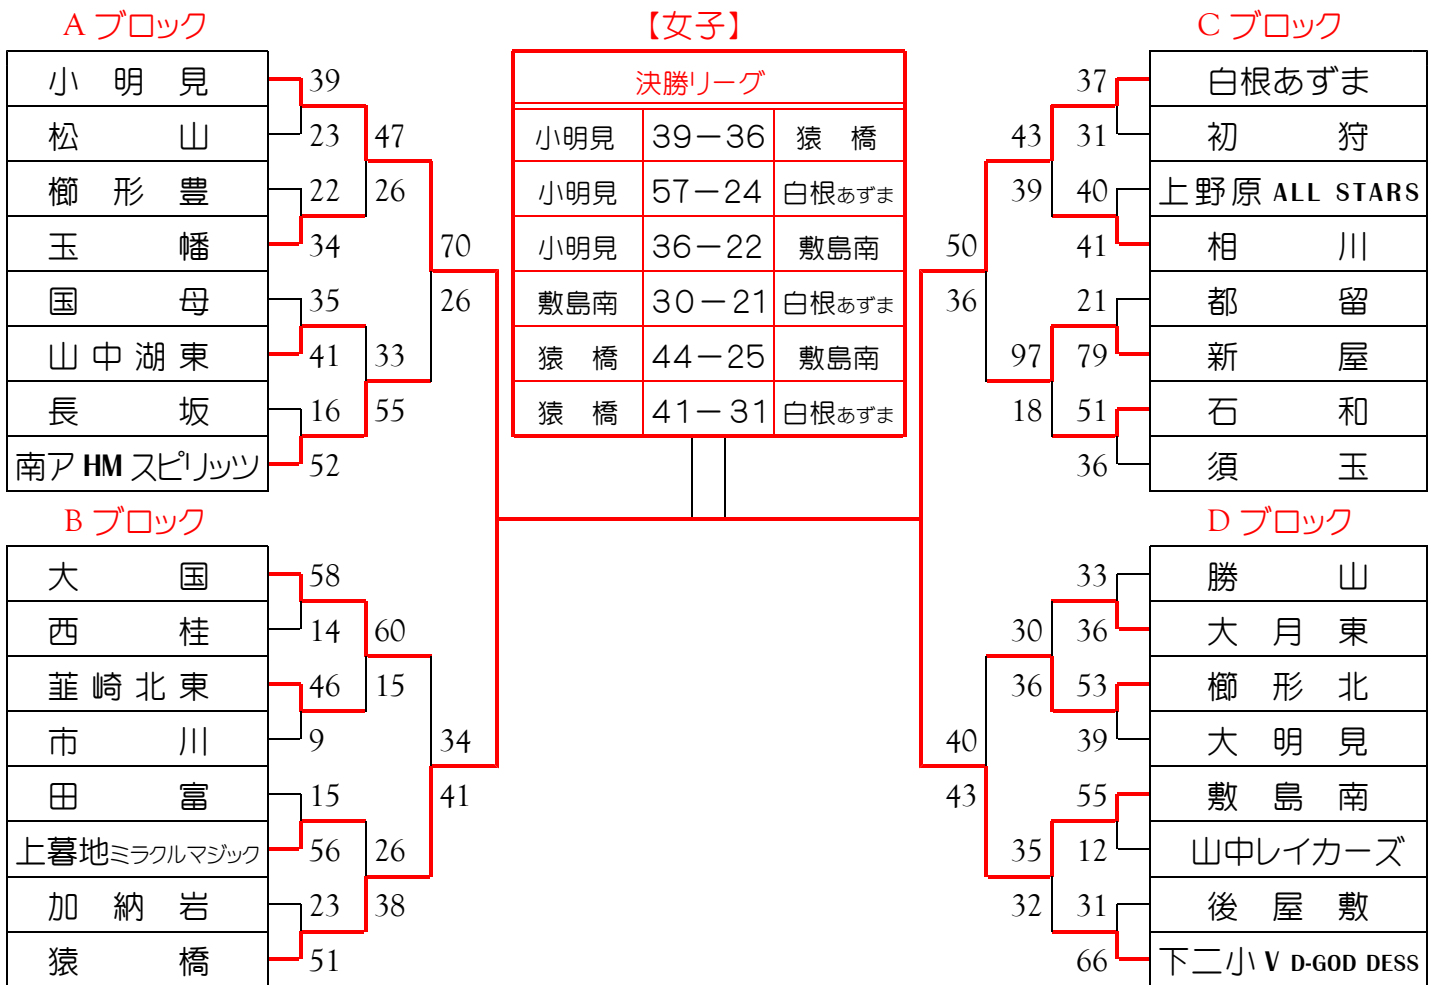 A ブロック
小明見 39
松山 23
47
櫛形豊 22
26
玉幡 34
70
国母 35
26
山中湖東 41
33
長坂 16
55
南ア HM スピリッツ 52
B ブロック
大国 58
西桂 14
60
韮崎北東 46
15
市川 9
34
田富 15
41
上暮地ミラクルマジック 56
26
加納岩 23
38
猿橋 51
【女子】
決勝リーグ
小明見 39－36 猿橋
小明見 57－24 白根あずま
小明見 36－22 敷島南
敷島南 30－21 白根あずま
猿橋 44－25 敷島南
猿橋 41－31 白根あずま
C ブロック
37 白根あずま
43
31 初狩
39
40 上野原 ALL STARS
50
41 相川
36
21 都留
97
79 新屋
18
51 石和
36 須玉
D ブロック
33 勝山
30
36 大月東
36
53 櫛形北
40
39 大明見
43
55 敷島南
35
12 山中レイカーズ
32
31 後屋敷
66 下二小 V D-GOD DESS